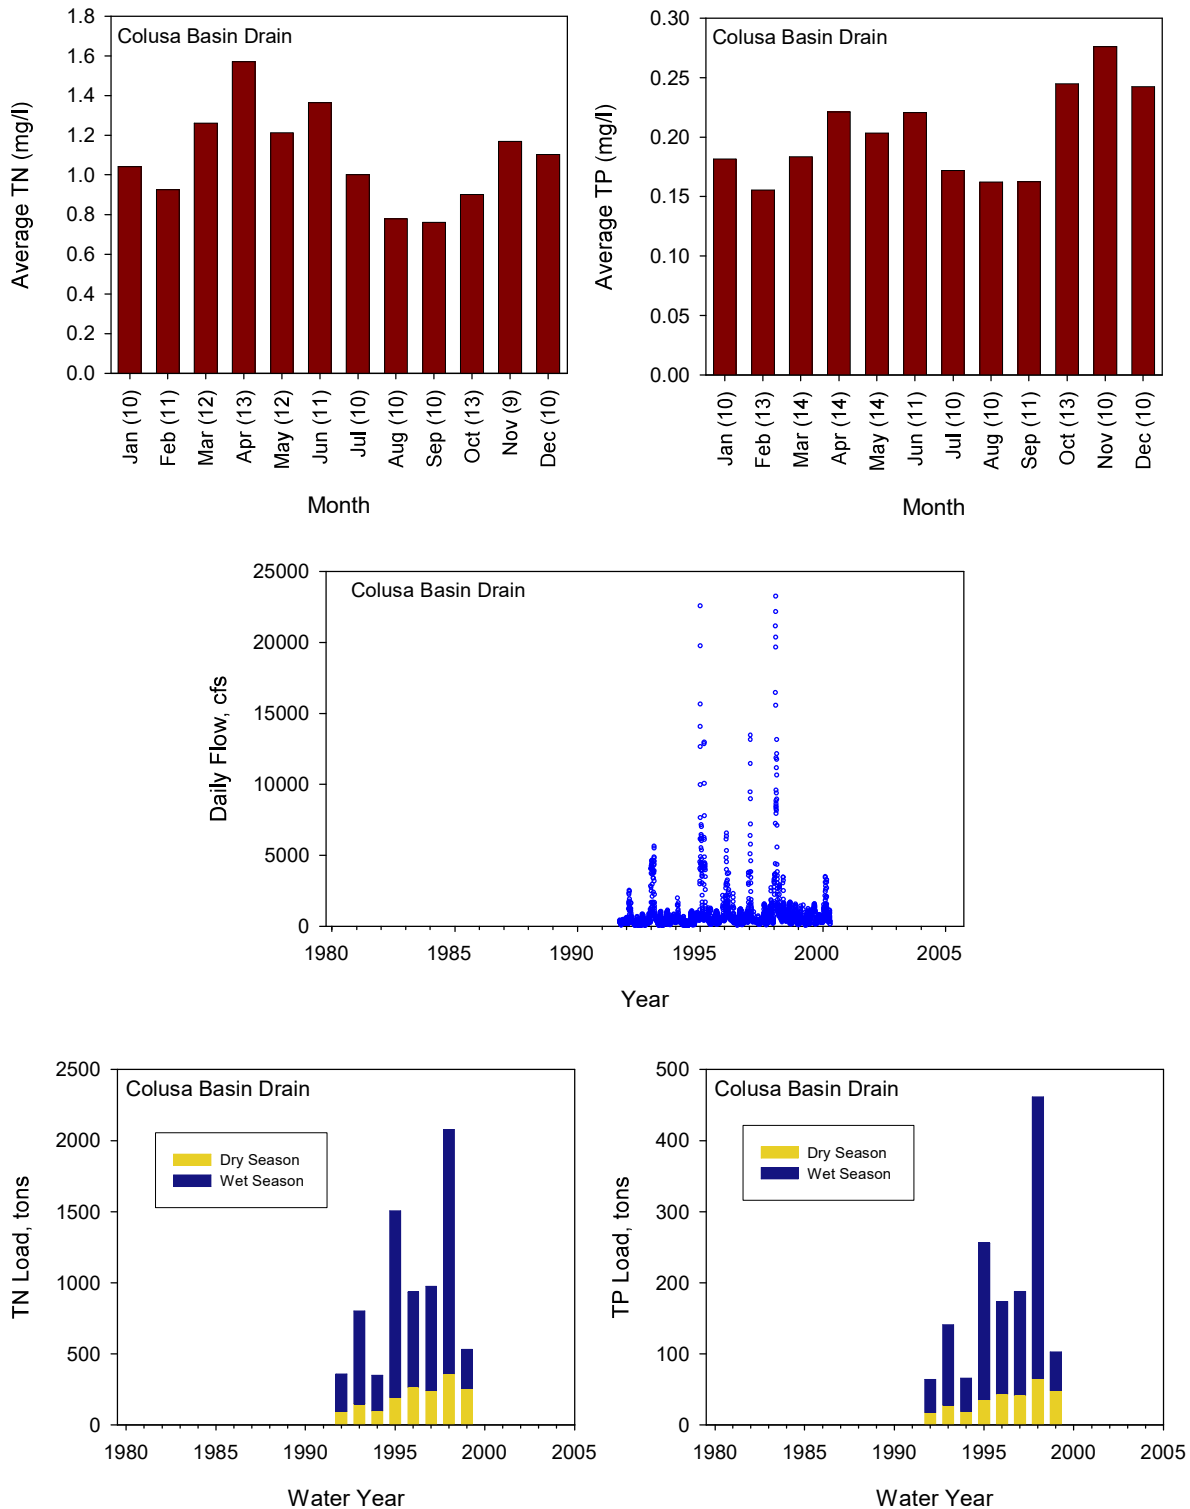 Colusa Basin Drain
Average TN (mg/l)
1.8
1.6
1.4
1.2
1.0
0.8
0.6
0.4
0.2
0.0
Jan (10)
Feb (11)
Mar (12)
Apr (13)
May (12)
Jun (11)
Jul (10)
Aug (10)
Sep (10)
Oct (13)
Nov (9)
Dec (10)
Month
Colusa Basin Drain
Average TP (mg/l)
0.30
0.25
0.20
0.15
0.10
0.05
0.00
Jan (10)
Feb (13)
Mar (14)
Apr (14)
May (14)
Jun (11)
Jul (10)
Aug (10)
Sep (11)
Oct (13)
Nov (10)
Dec (10)
Month
Colusa Basin Drain
Daily Flow, cfs
25000
20000
15000
10000
5000
0
1980 1985 1990 1995 2000 2005
Year
Colusa Basin Drain
Dry Season
Wet Season
TN Load, tons
2500
2000
1500
1000
500
0
1980 1985 1990 1995 2000 2005
Water Year
Colusa Basin Drain
Dry Season
Wet Season
TP Load, tons
500
400
300
200
100
0
1980 1985 1990 1995 2000 2005
Water Year